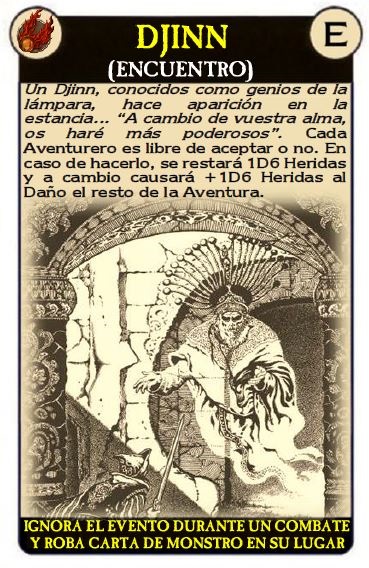 DJINN
E
(ENCUENTRO)
Un Djinn, conocidos como genios de la
lámpara, hace aparición en la
estancia... “A cambio de vuestra alma,
os haré más poderosos”. Cada
Aventurero es libre de aceptar o no. En
caso de hacerlo, se restará 1D6 Heridas
y a cambio causará +1D6 Heridas al
Daño el resto de la Aventura.
IGNORA EL EVENTO DURANTE UN COMBATE
Y ROBA CARTA DE MONSTRO EN SU LUGAR